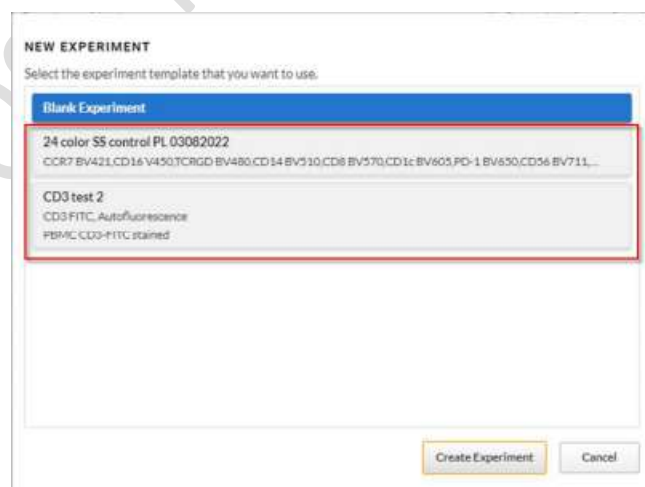 NEW EXPERIMENT
Select the experiment template that you want to use.
Blank Experiment
24 color SS control PL 03082022
CCR7 BV421,CD16 V450,TCRGD BV480,CD14 BV510,CD8 BV570,CD1c BV605,PD-1 BV650,CD56 BV711,...
CD3 test 2
CD3 FITC, Autofluorescence
PBMC CD3-FITC stained
Create Experiment
Cancel